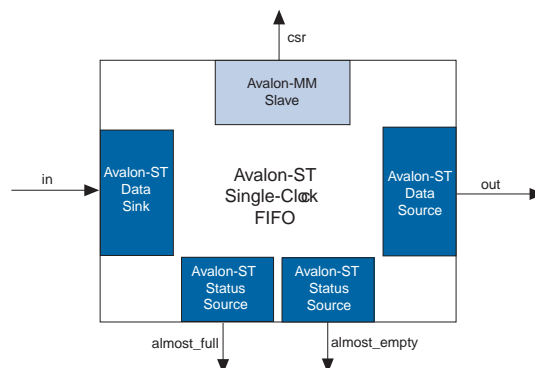 csr
Avalon-MM
Slave
Avalon-ST
Data
Sink
Avalon-ST
Single-Clock
FIFO
Avalon-ST
Data
Source
in
out
Avalon-ST
Status
Source
Avalon-ST
Status
Source
almost_full
almost_empty